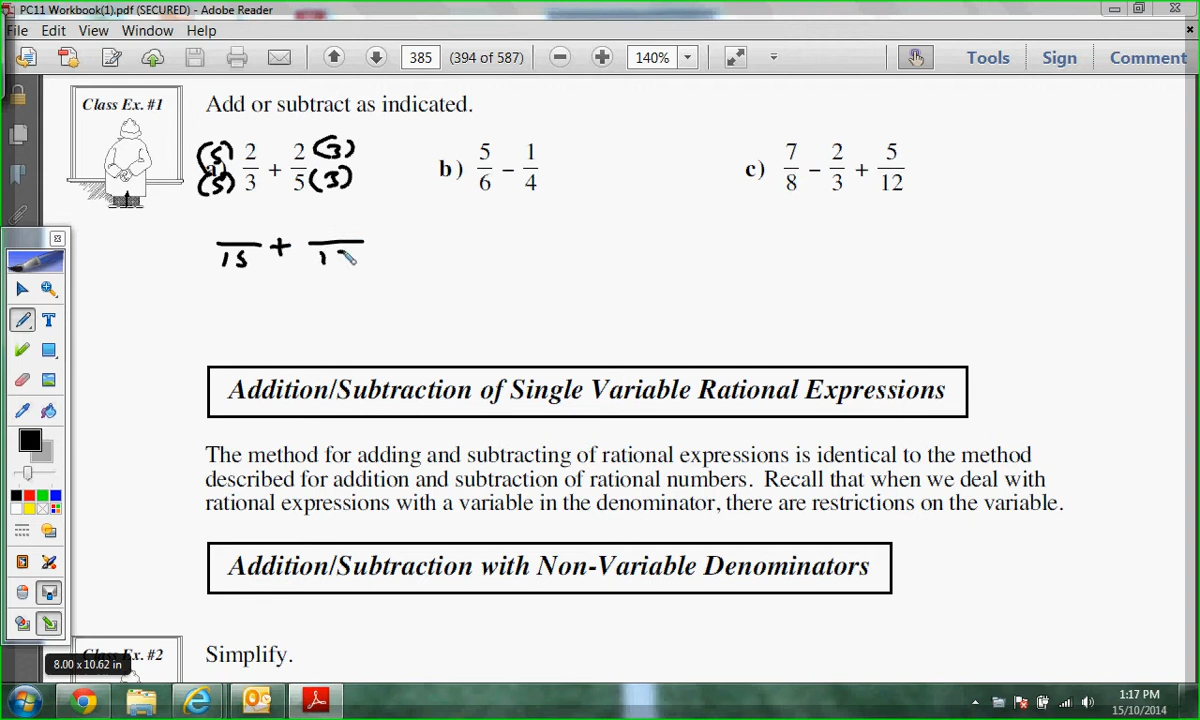 PC11 Workbook(1).pdf (SECURED) - Adobe Reader
File Edit View Window Help
385 (394 of 587) 140% Tools Sign Comment
Class Ex. #1
Add or subtract as indicated.
a) (5) 2/(5) 3 + 2 (3)/5 (3)
b) 5/6 − 1/4
c) 7/8 − 2/3 + 5/12
/15 + /1
Addition/Subtraction of Single Variable Rational Expressions
The method for adding and subtracting of rational expressions is identical to the method
described for addition and subtraction of rational numbers. Recall that when we deal with
rational expressions with a variable in the denominator, there are restrictions on the variable.
Addition/Subtraction with Non-Variable Denominators
Class Ex. #2
Simplify.
8.00 x 10.62 in
T
1:17 PM
15/10/2014